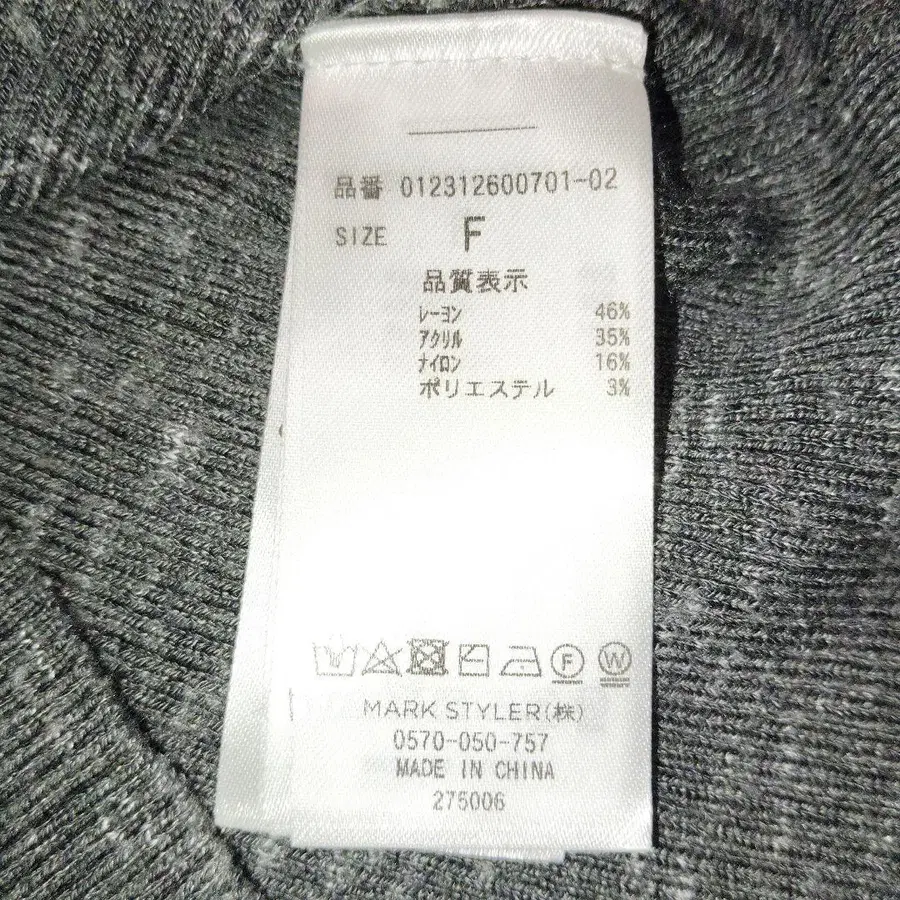 品番 012312600701-02
SIZE F
品質表示
レーヨン 46%
アクリル 35%
ナイロン 16%
ポリエステル 3%
F W
MARK STYLER(株)
0570-050-757
MADE IN CHINA
275006